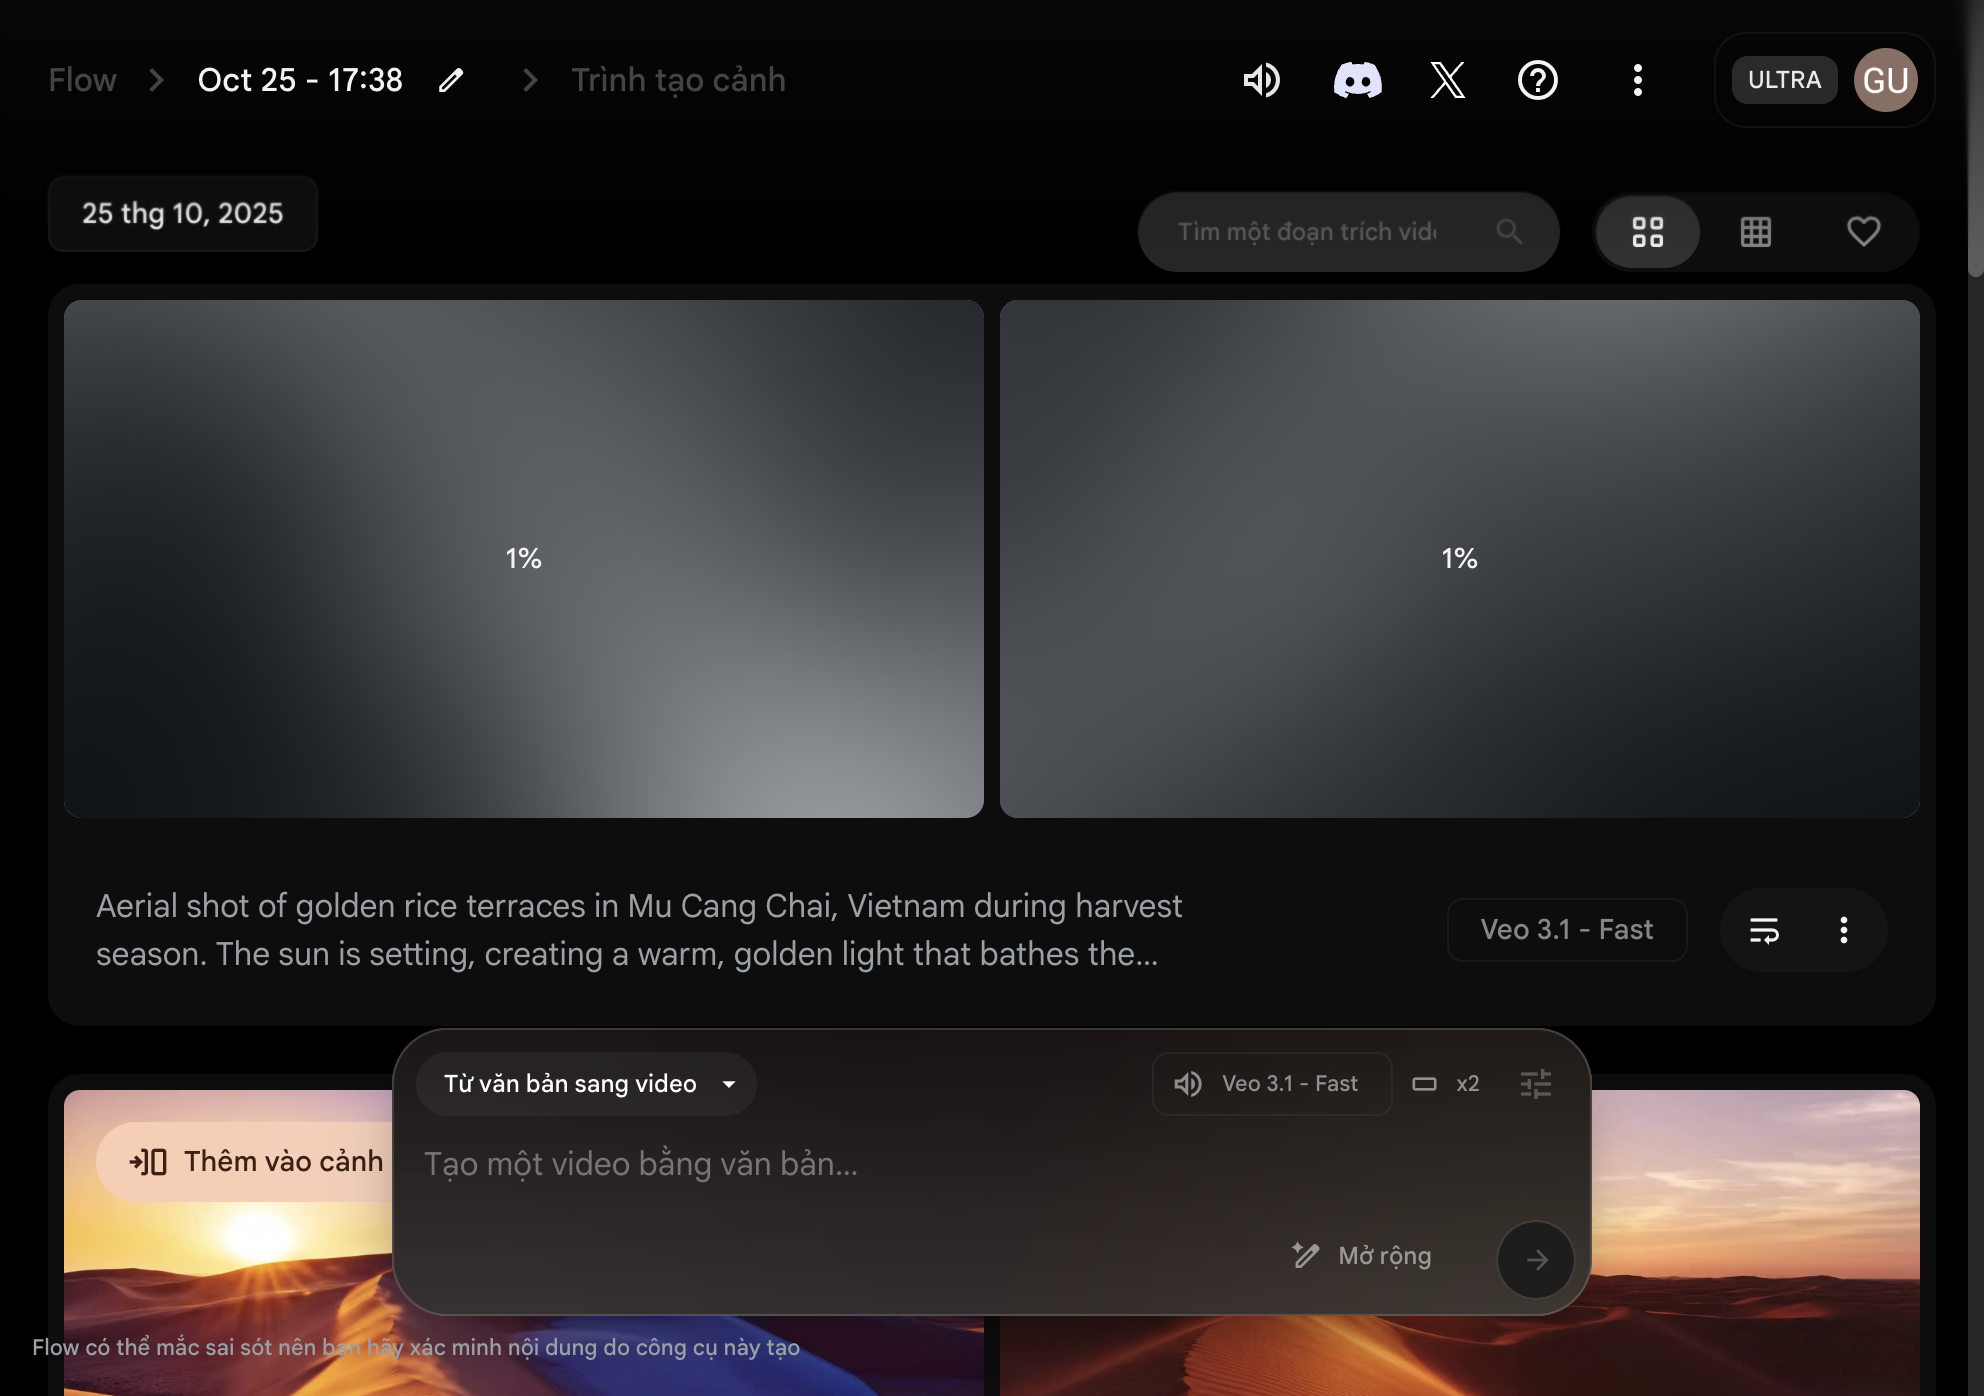 Flow
Oct 25 - 17:38
Trình tạo cảnh
ULTRA
GU
25 thg 10, 2025
Tìm một đoạn trích
1%
1%
Aerial shot of golden rice terraces in Mu Cang Chai, Vietnam during harvest
season. The sun is setting, creating a warm, golden light that bathes the...
Veo 3.1 - Fast
Từ văn bản sang video
Veo 3.1 - Fast
x2
Thêm vào cảnh
Tạo một video bằng văn bản...
Mở rộng
Flow có thể mắc sai sót nên bạn hãy xác minh nội dung do công cụ này tạo